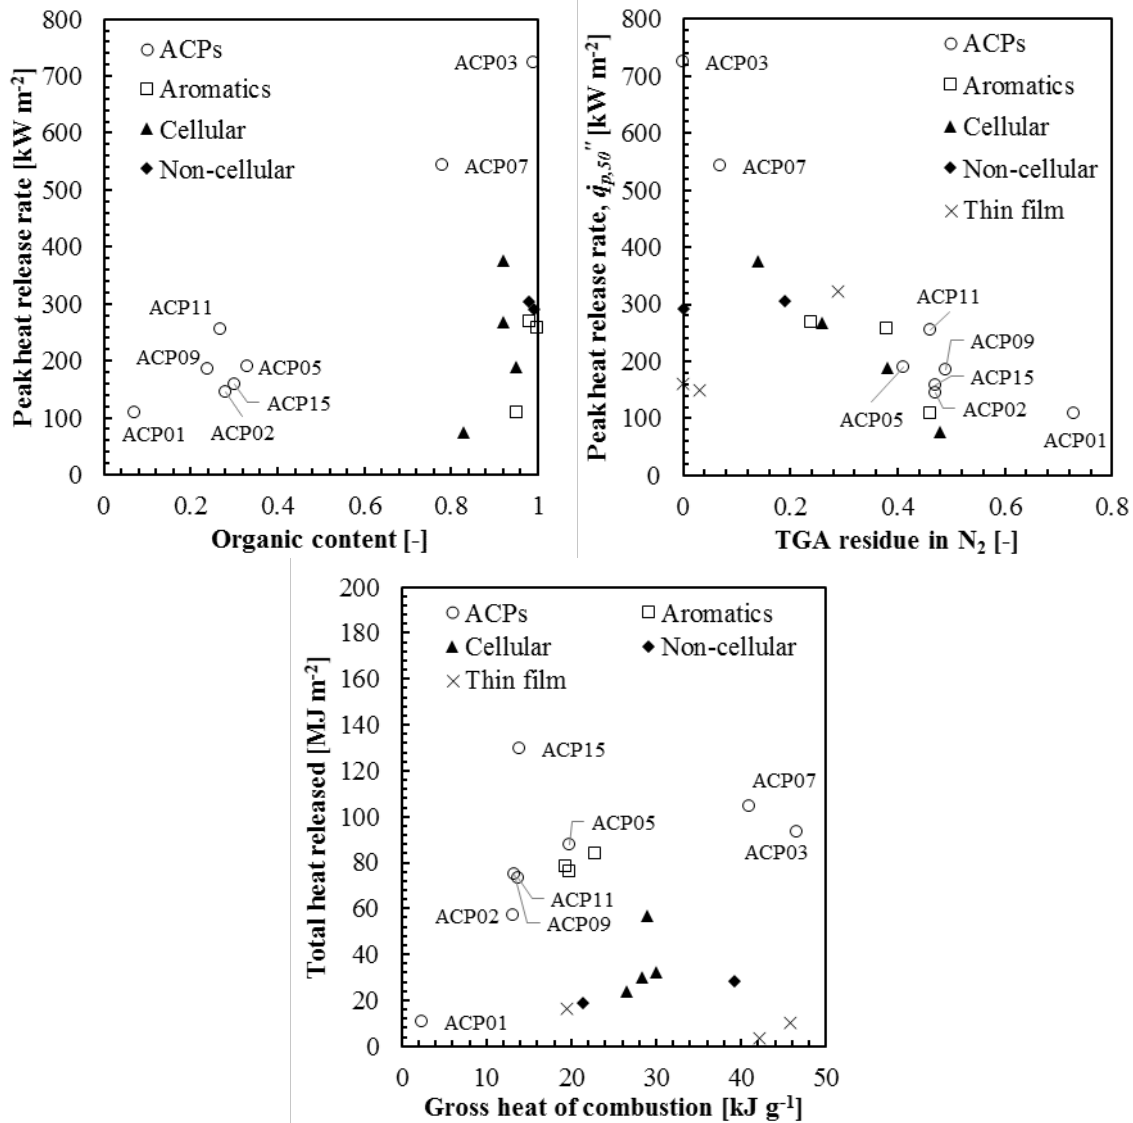 800
700
600
500
400
300
200
100
0
Peak heat release rate [kW m-2]
ACPs
Aromatics
Cellular
Non-cellular
ACP03
ACP07
ACP11
ACP09
ACP05
ACP15
ACP02
ACP01
0 0.2 0.4 0.6 0.8 1
Organic content [-]
800
700
600
500
400
300
200
100
0
Peak heat release rate, q̇p,50" [kW m-2]
ACPs
Aromatics
Cellular
Non-cellular
Thin film
ACP03
ACP07
ACP11
ACP09
ACP15
ACP05
ACP02
ACP01
0 0.2 0.4 0.6 0.8
TGA residue in N2 [-]
200
180
160
140
120
100
80
60
40
20
0
Total heat released [MJ m-2]
ACPs Aromatics
Cellular Non-cellular
Thin film
ACP15
ACP07
ACP05
ACP03
ACP11
ACP02 ACP09
ACP01
0 10 20 30 40 50
Gross heat of combustion [kJ g-1]